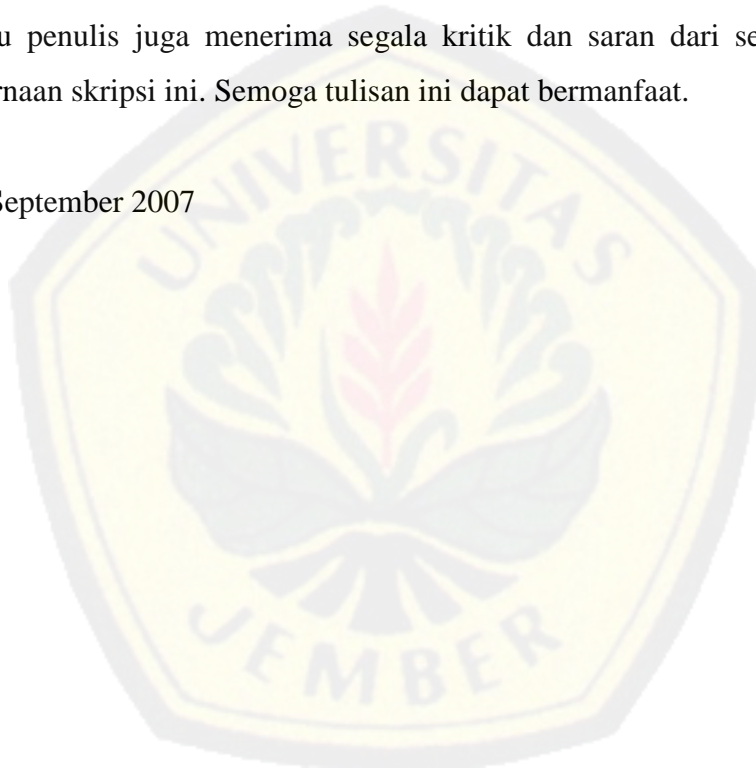 u penulis juga menerima segala kritik dan saran dari se
rnaan skripsi ini. Semoga tulisan ini dapat bermanfaat.
September 2007
UNIVERSITAS
JEMBER